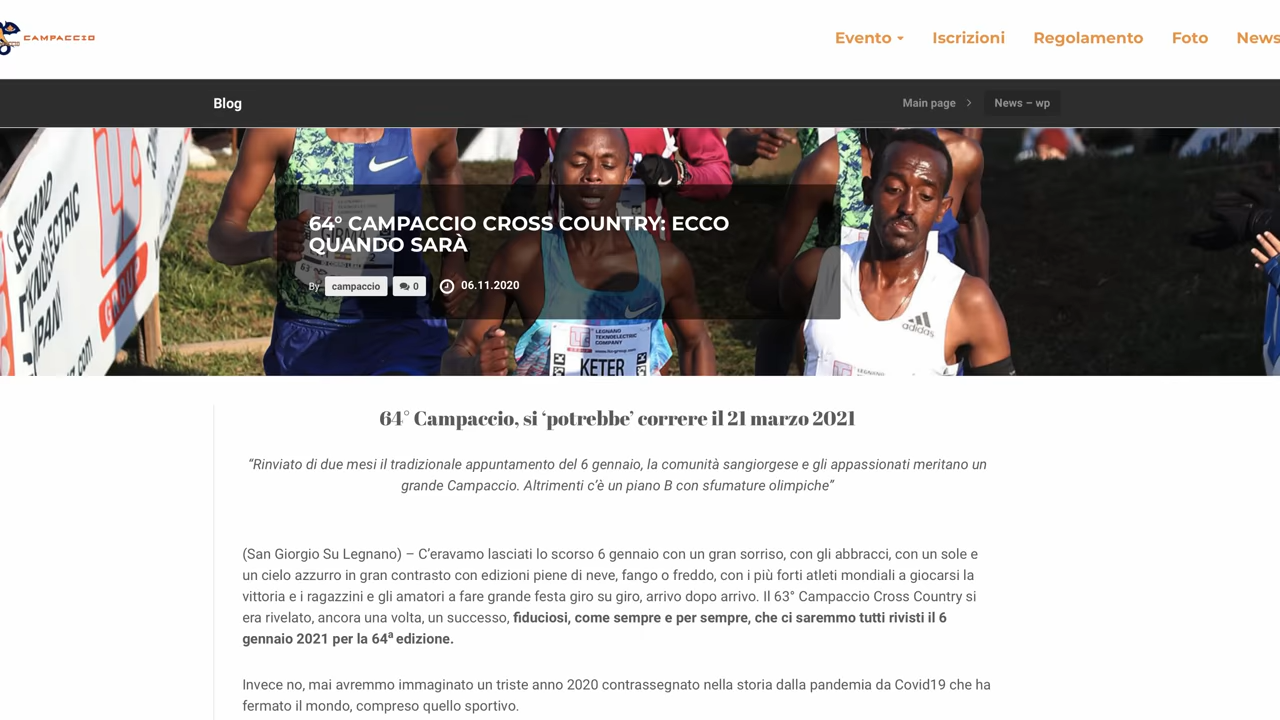 CAMPACCIO
Evento
Iscrizioni
Regolamento
Foto
News
Blog
Main page
News – wp
64° CAMPACCIO CROSS COUNTRY: ECCO
QUANDO SARÀ
By campaccio 0 06.11.2020
LEGNANO
TEKNOELECTRIC
COMPANY
KETER
adidas
64° Campaccio, si ‘potrebbe’ correre il 21 marzo 2021
“Rinviato di due mesi il tradizionale appuntamento del 6 gennaio, la comunità sangiorgese e gli appassionati meritano un
grande Campaccio. Altrimenti c’è un piano B con sfumature olimpiche”
(San Giorgio Su Legnano) – C’eravamo lasciati lo scorso 6 gennaio con un gran sorriso, con gli abbracci, con un sole e
un cielo azzurro in gran contrasto con edizioni piene di neve, fango o freddo, con i più forti atleti mondiali a giocarsi la
vittoria e i ragazzini e gli amatori a fare grande festa giro su giro, arrivo dopo arrivo. Il 63° Campaccio Cross Country si
era rivelato, ancora una volta, un successo, fiduciosi, come sempre e per sempre, che ci saremmo tutti rivisti il 6
gennaio 2021 per la 64ª edizione.
Invece no, mai avremmo immaginato un triste anno 2020 contrassegnato nella storia dalla pandemia da Covid19 che ha
fermato il mondo, compreso quello sportivo.